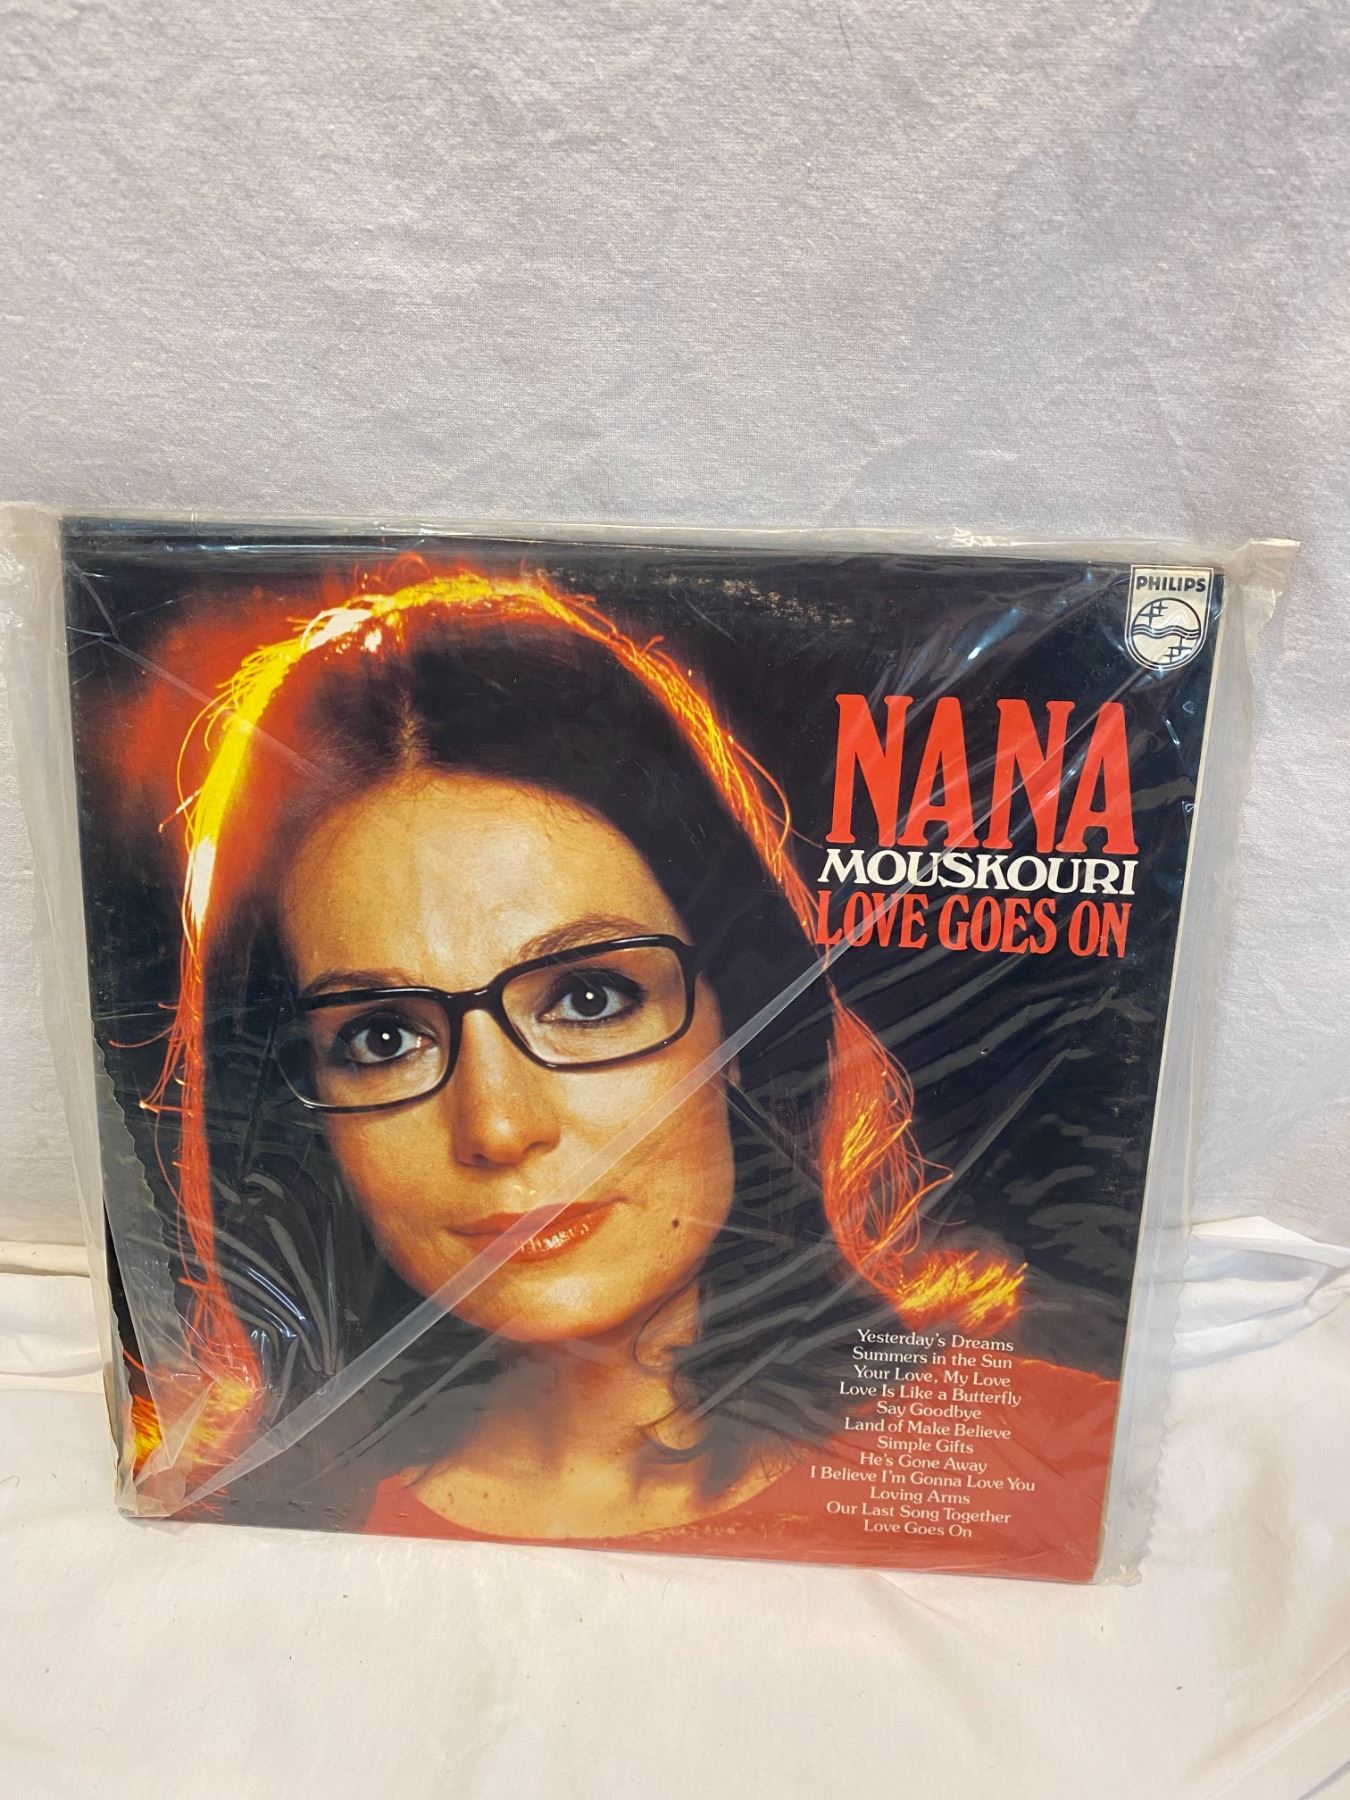 PHILIPS
NANA
MOUSKOURI
LOVE GOES ON
Yesterday's Dreams
Summers in the Sun
Your Love, My Love
Love Is Like a Butterfly
Say Goodbye
Land of Make Believe
Simple Gifts
He's Gone Away
I Believe I'm Gonna Love You
Loving Arms
Our Last Song Together
Love Goes On